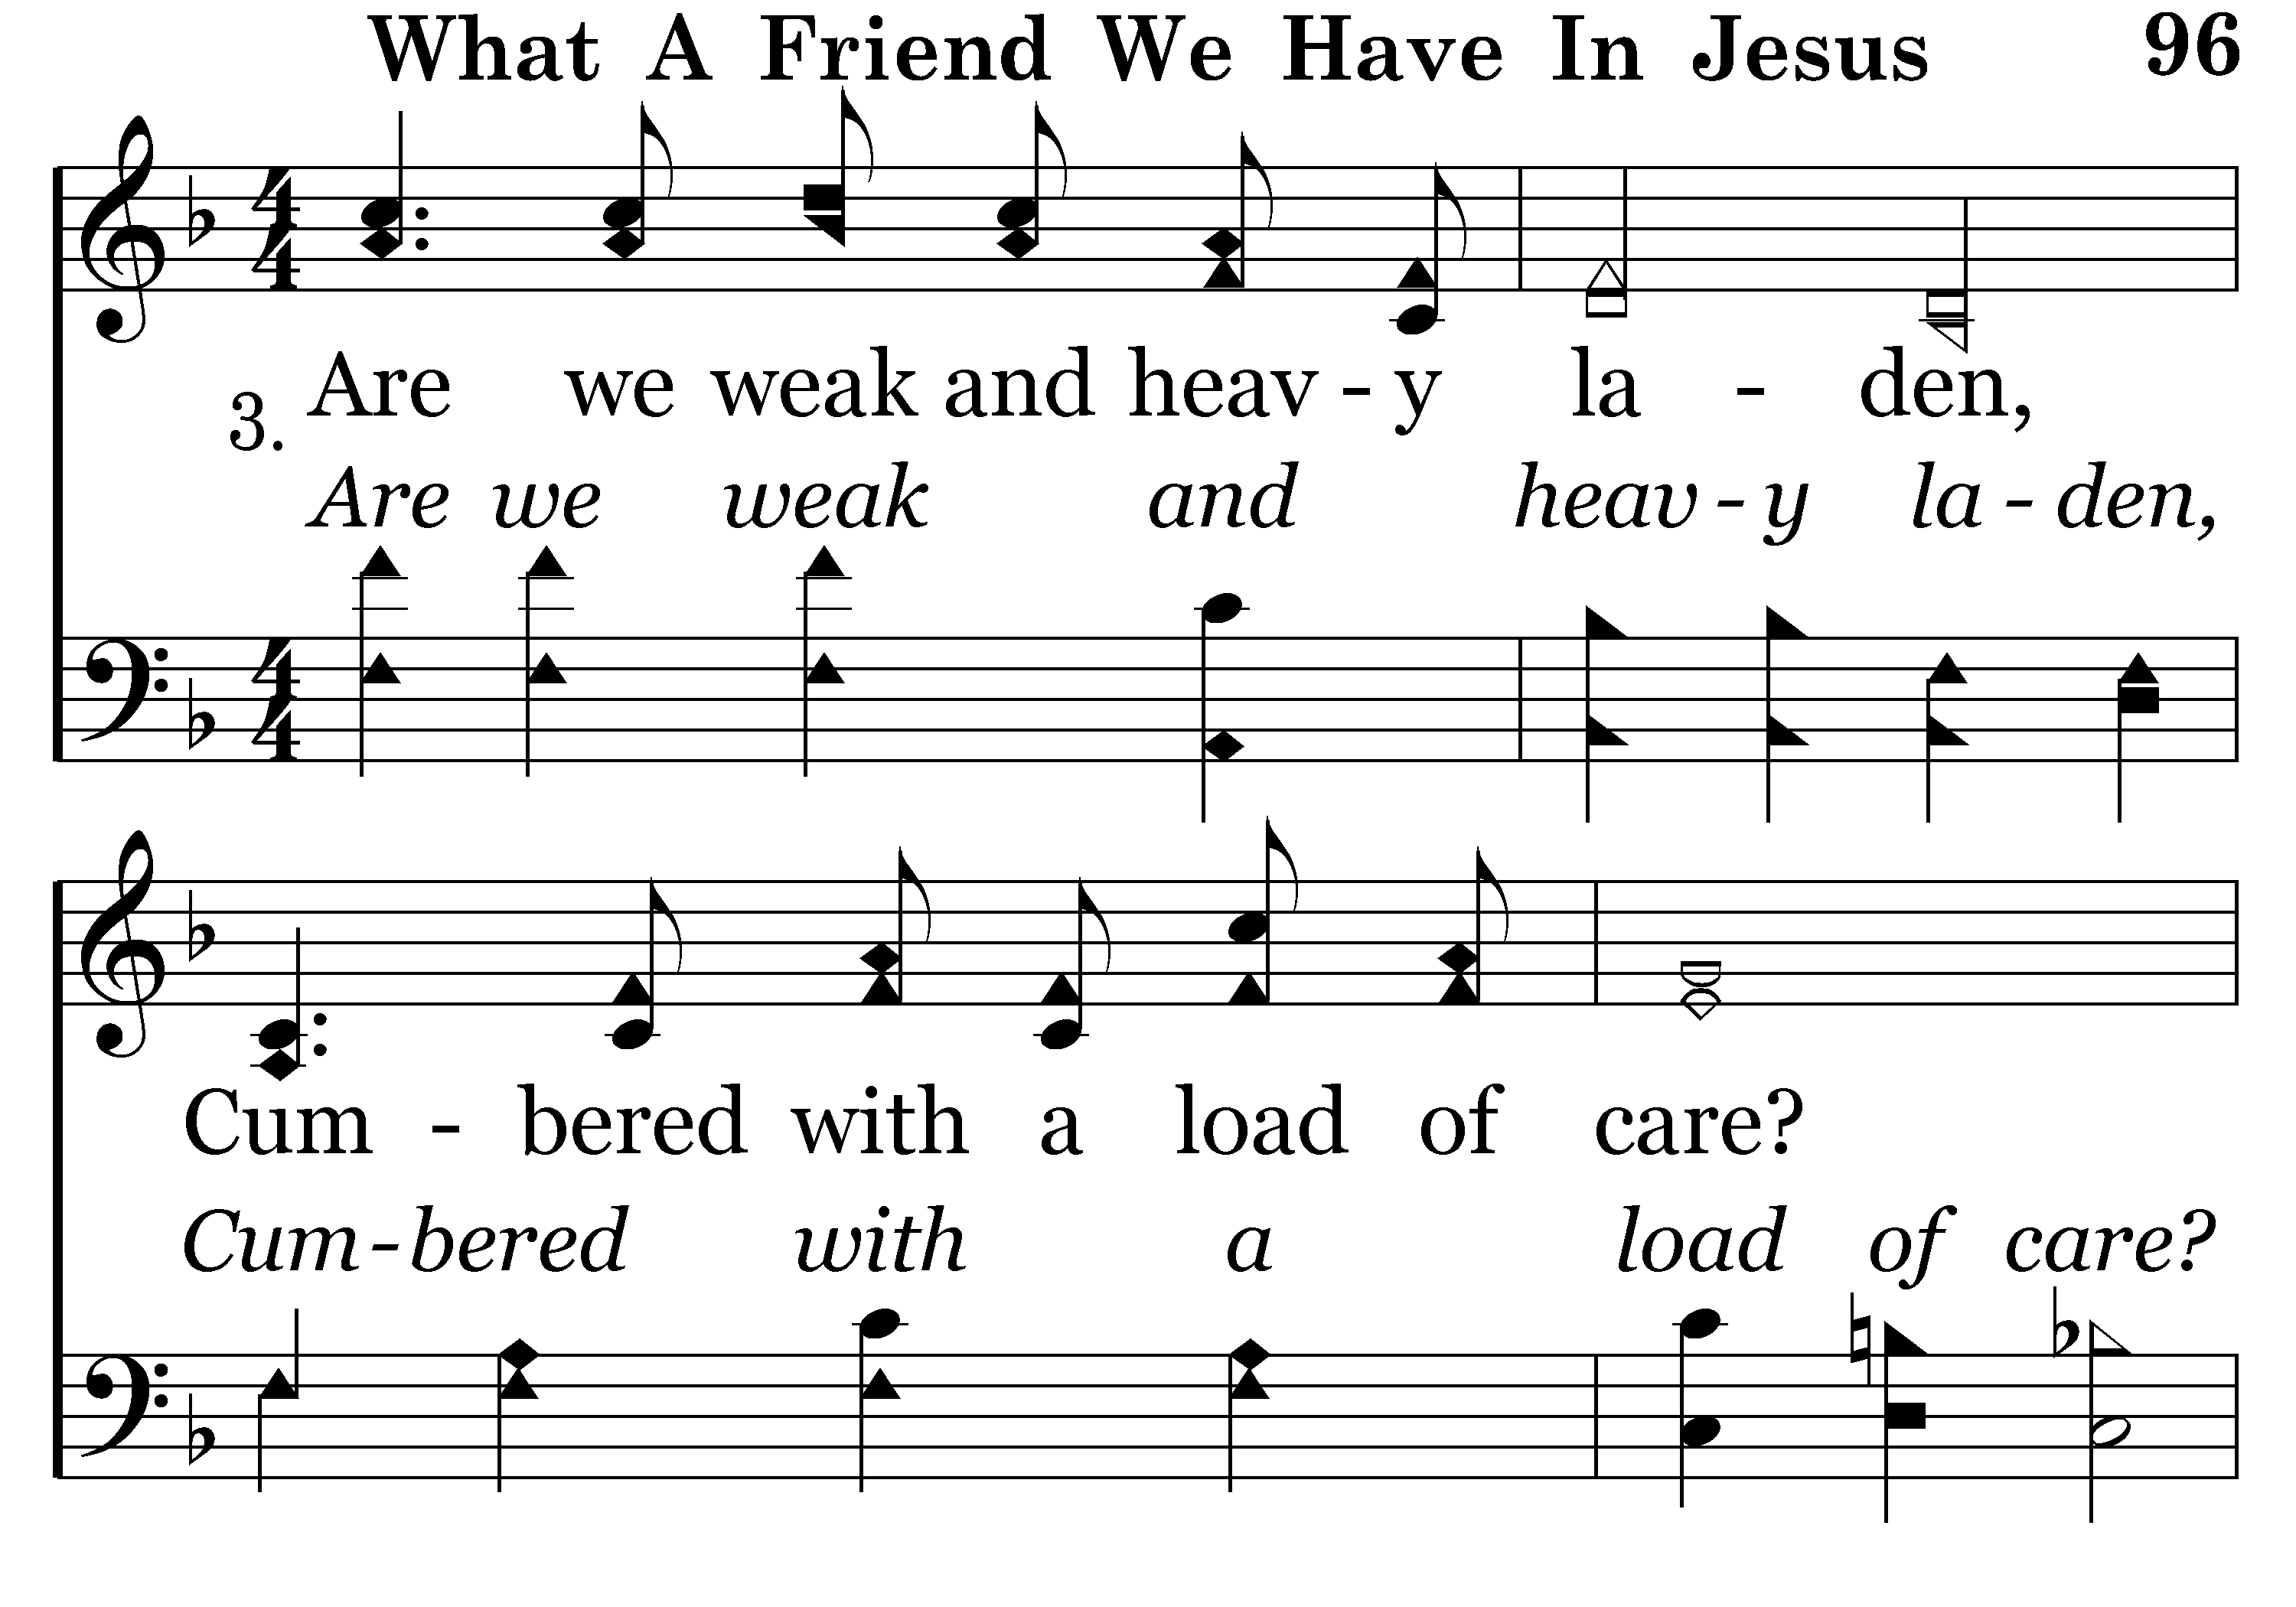 What A Friend We Have In Jesus 96
3. Are we weak and heav - y la - den,
Are we weak and heav - y la - den,
Cum - bered with a load of care?
Cum - bered with a load of care?